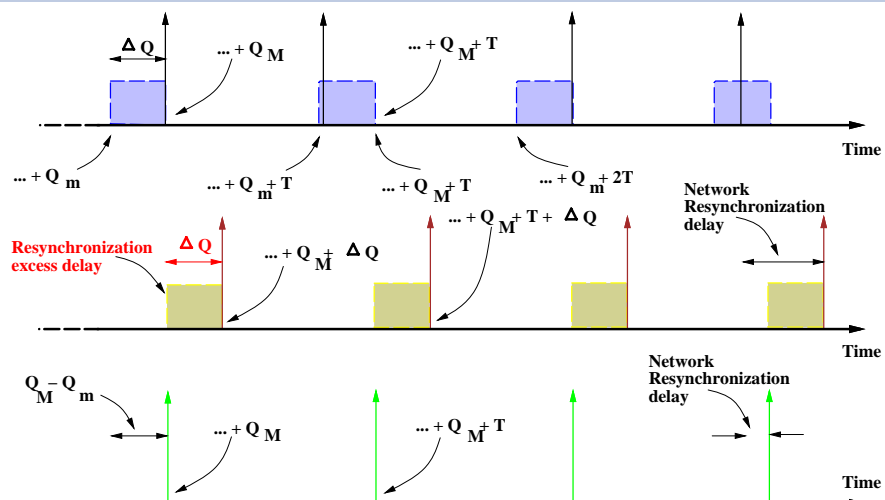 Δ Q
... + Q M
... + Q M + T
Time
... + Q m
... + Q m + T
... + Q M + T
... + Q m + 2T
Network
Resynchronization
delay
... + Q M + T + Δ Q
Resynchronization
excess delay
Δ Q
... + Q M + Δ Q
Time
Q M − Q m
Network
Resynchronization
delay
... + Q M
... + Q M + T
Time